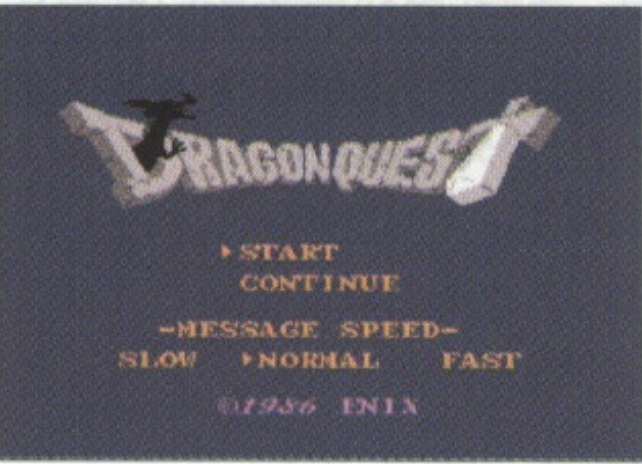 DRAGON QUEST
START
CONTINUE
-MESSAGE SPEED-
SLOW NORMAL FAST
©1986 ENIX